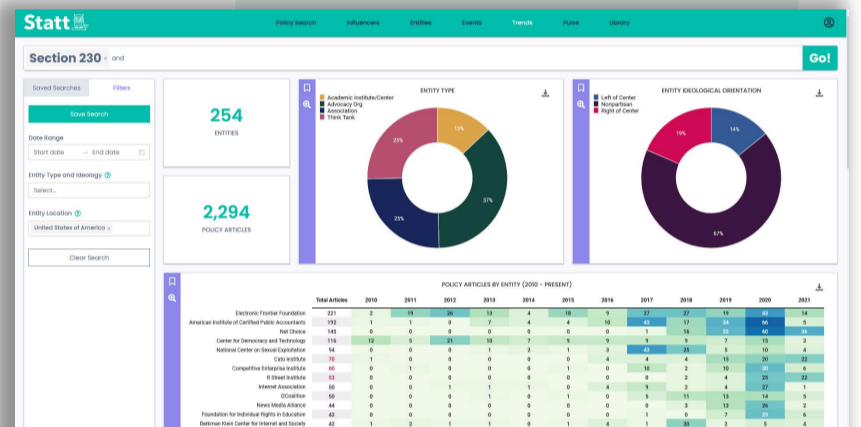 Statt
Policy Search Influencers Entities Events Trends Pulse Library
Section 230 × and Go!
Saved Searches Filters
Save Search
Date Range
Start date → End date
Entity Type and Ideology ?
Select...
Entity Location ?
United States of America ×
Clear Search
254
ENTITIES
2,294
POLICY ARTICLES
ENTITY TYPE
Academic Institute/Center
Advocacy Org
Association
Think Tank
13%
37%
25%
25%
ENTITY IDEOLOGICAL ORIENTATION
Left of Center
Nonpartisan
Right of Center
14%
67%
19%
POLICY ARTICLES BY ENTITY (2010 - PRESENT)
Total Articles 2010 2011 2012 2013 2014 2015 2016 2017 2018 2019 2020 2021
Electronic Frontier Foundation 221 2 19 26 13 4 18 9 27 27 19 43 14
American Institute of Certified Public Accountants 192 1 1 0 7 4 4 10 43 17 34 66 5
Net Choice 145 0 0 0 0 0 0 1 16 32 60 36
Center for Democracy and Technology 116 12 5 21 10 7 9 9 9 9 7 15 3
National Center on Sexual Exploitation 94 0 0 0 1 2 1 3 43 25 5 10 4
Cato Institute 70 1 0 0 0 0 0 4 4 4 15 20 22
Competitive Enterprise Institute 60 0 1 0 0 0 1 0 10 2 10 30 6
R Street Institute 53 0 0 0 0 0 0 0 0 2 4 25 22
Internet Association 50 0 0 1 1 1 0 4 9 2 4 27 1
CCoalition 50 0 0 0 1 0 1 0 5 11 13 14 5
News Media Alliance 44 0 0 0 0 0 0 0 0 3 13 26 2
Foundation for Individual Rights in Education 43 0 0 0 0 0 0 0 1 0 7 29 6
Berkman Klein Center for Internet and Society 42 1 2 1 1 0 1 4 1 20 2 5 4